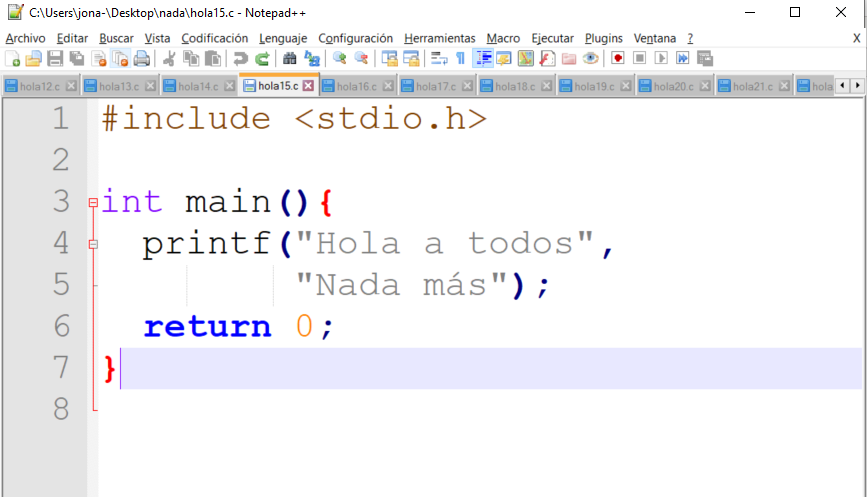 C:\Users\jona-\Desktop\nada\hola15.c - Notepad++
Archivo Editar Buscar Vista Codificación Lenguaje Configuración Herramientas Macro Ejecutar Plugins Ventana ? X
hola12.c hola13.c hola14.c hola15.c hola16.c hola17.c hola18.c hola19.c hola20.c hola21.c hola
1 #include <stdio.h>
2
3 int main(){
4 printf("Hola a todos",
5 "Nada más");
6 return 0;
7 }
8